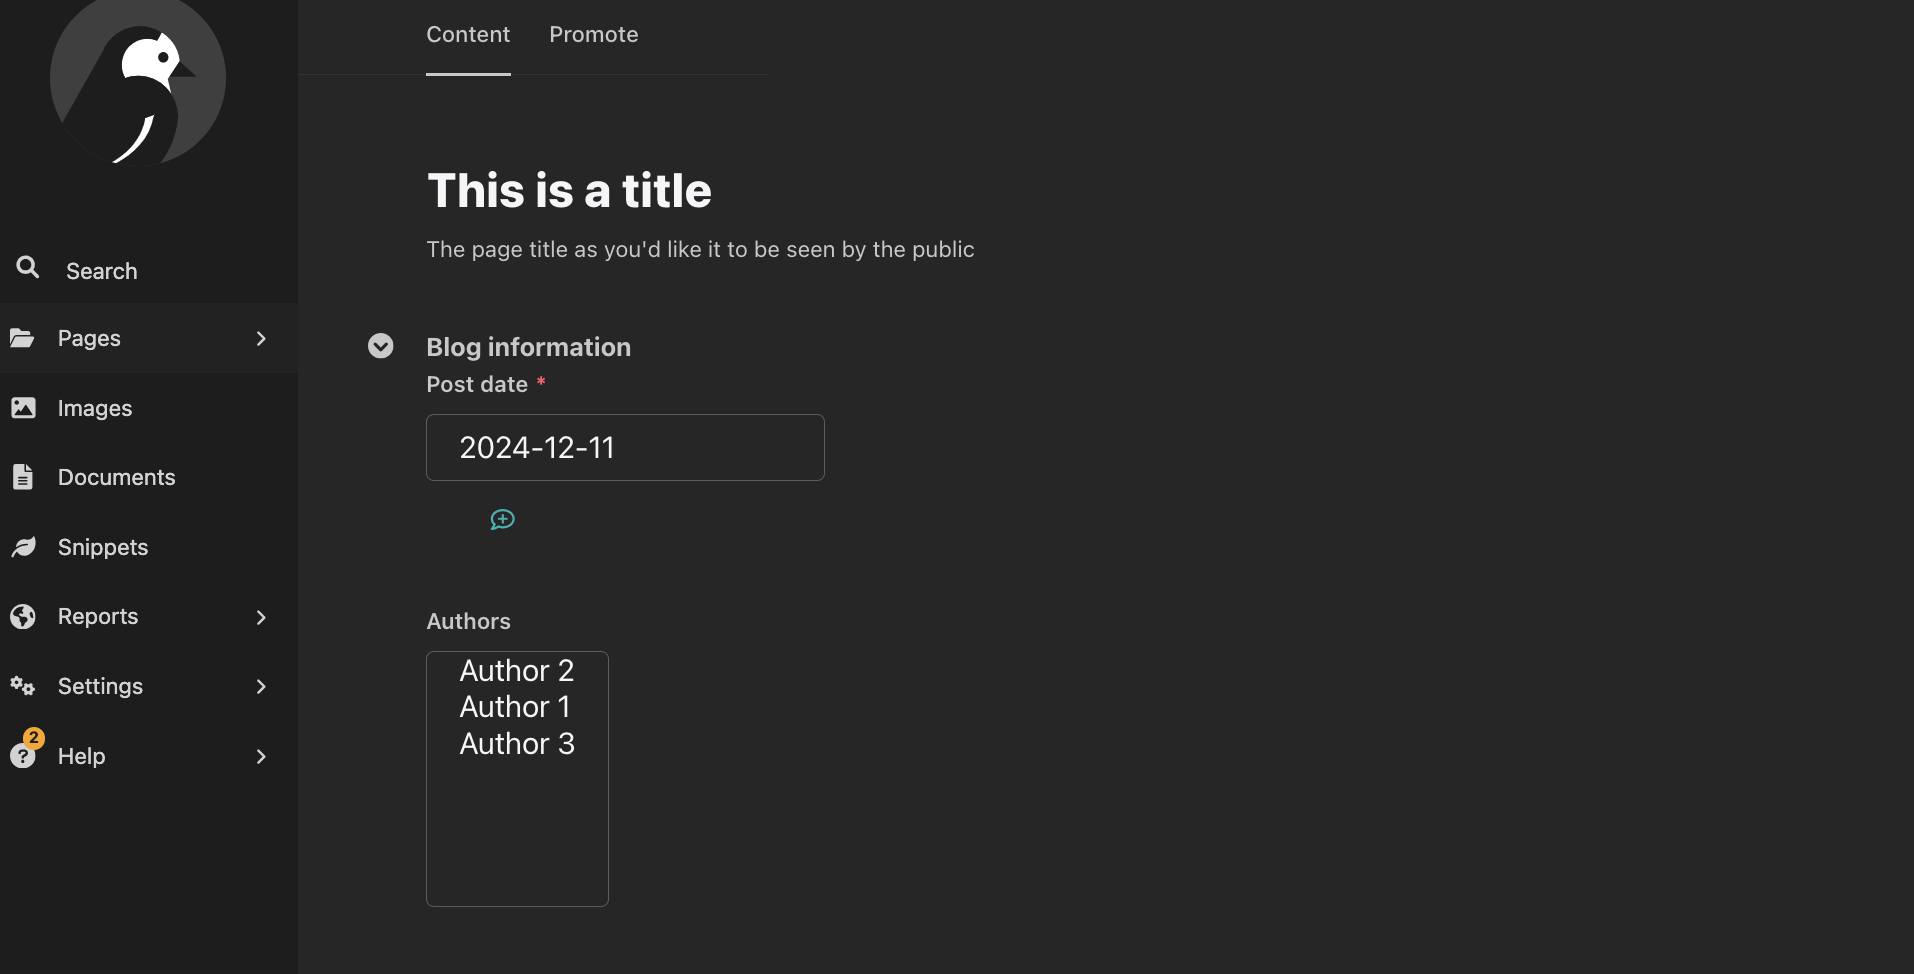 Content Promote
This is a title
The page title as you'd like it to be seen by the public
Search
Pages
Images
Documents
Snippets
Reports
Settings
2
Help
Blog information
Post date *
2024-12-11
Authors
Author 2
Author 1
Author 3